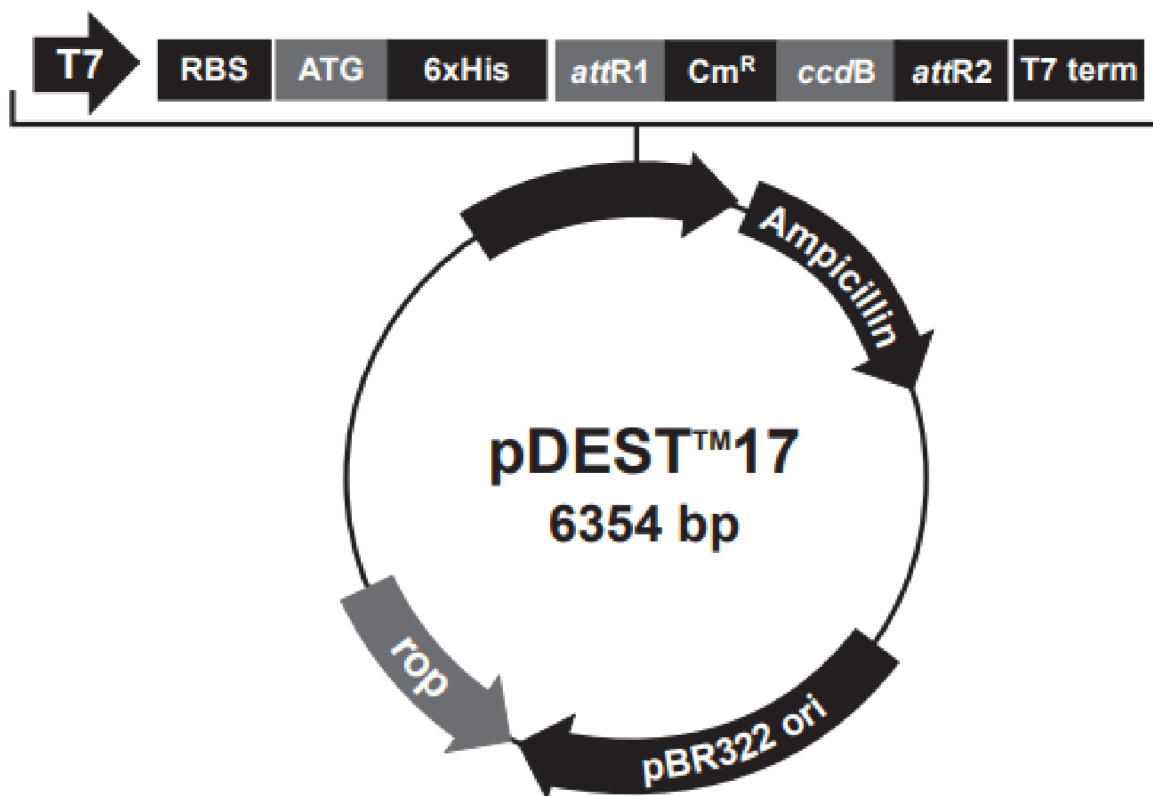 T7 RBS ATG 6xHis attR1 Cmᴿ ccdB attR2 T7 term
Ampicillin
pDEST™17
6354 bp
rop
pBR322 ori